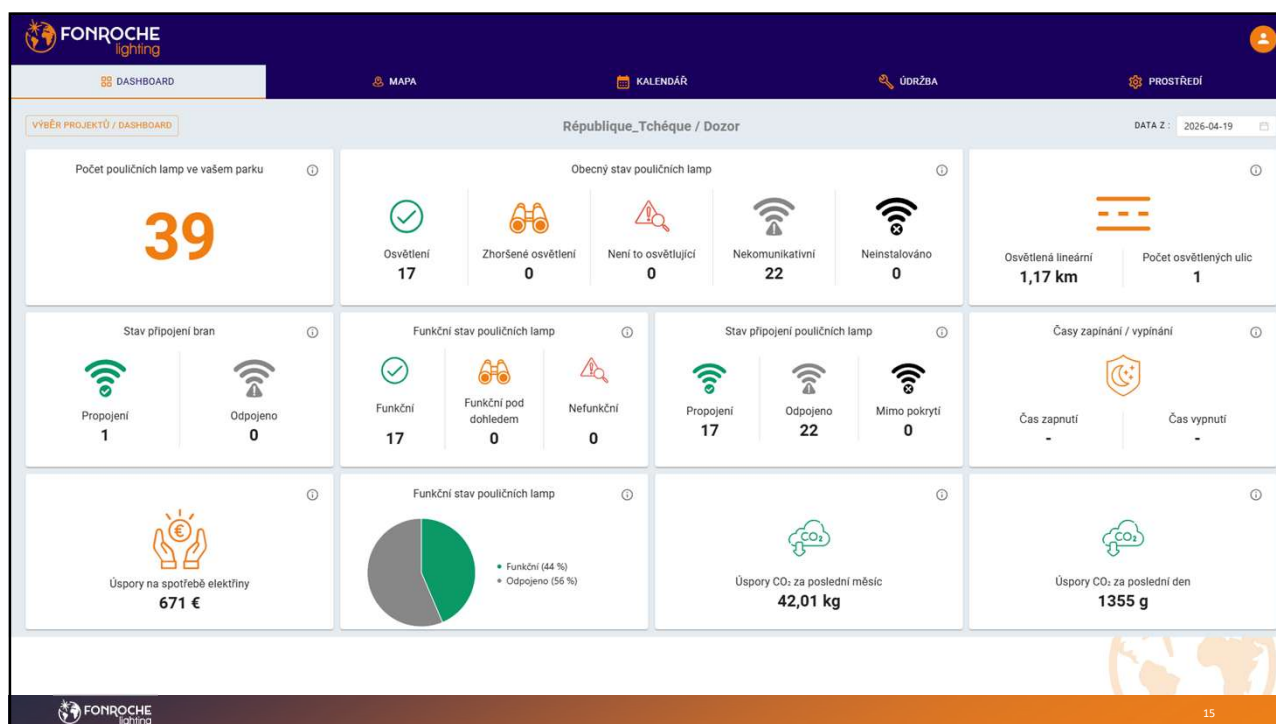 FONROCHE
lighting
DASHBOARD
MAPA
KALENDÁŘ
ÚDRŽBA
PROSTŘEDÍ
VÝBĚR PROJEKTŮ / DASHBOARD
République_Tchéque / Dozor
DATA Z : 2026-04-19
Počet pouličních lamp ve vašem parku
39
Obecný stav pouličních lamp
Osvětlení
17
Zhoršené osvětlení
0
Není to osvětlující
0
Nekomunikativní
22
Neinstalováno
0
Osvětlená lineární
1,17 km
Počet osvětlených ulic
1
Stav připojení bran
Propojení
1
Odpojeno
0
Funkční stav pouličních lamp
Funkční
17
Funkční pod
dohledem
0
Nefunkční
0
Stav připojení pouličních lamp
Propojení
17
Odpojeno
22
Mimo pokrytí
0
Časy zapínání / vypínání
Čas zapnutí
-
Čas vypnutí
-
Úspory na spotřebě elektřiny
671 €
Funkční stav pouličních lamp
Funkční (44 %)
Odpojeno (56 %)
CO₂
Úspory CO₂ za poslední měsíc
42,01 kg
CO₂
Úspory CO₂ za poslední den
1355 g
FONROCHE
lighting
15